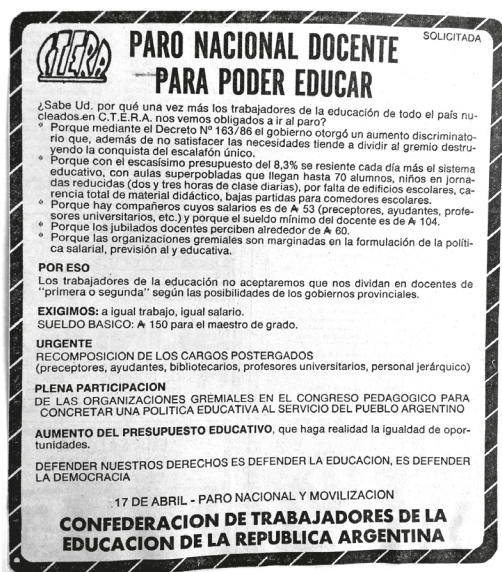 CTERA
SOLICITADA
PARO NACIONAL DOCENTE
PARA PODER EDUCAR
¿Sabe Ud. por qué una vez más los trabajadores de la educación de todo el país nu-
cleados.en C.T.E.R.A. nos vemos obligados a ir al paro?
* Porque mediante el Decreto Nº 163/86 el gobierno otorgó un aumento discriminato-
rio que, además de no satisfacer las necesidades tiende a dividir al gremio destru-
yendo la conquista del escalafón único.
* Porque con el escasísimo presupuesto del 8,3% se resiente cada día más el sistema
educativo, con aulas superpobladas que llegan hasta 70 alumnos, niños en jorna-
das reducidas (dos y tres horas de clase diarias), por falta de edificios escolares, ca-
rencia total de material didáctico, bajas partidas para comedores escolares.
* Porque hay compañeros cuyos salarios es de ₳ 53 (preceptores, ayudantes, profe-
sores universitarios, etc.) y porque el sueldo mínimo del docente es de ₳ 104.
* Porque los jubilados docentes perciben alrededor de ₳ 60.
* Porque las organizaciones gremiales son marginadas en la formulación de la políti-
ca salarial, previsión al y educativa.
POR ESO
Los trabajadores de la educación no aceptaremos que nos dividan en docentes de
"primera o segunda" según las posibilidades de los gobiernos provinciales.
EXIGIMOS: a igual trabajo, igual salario.
SUELDO BASICO: ₳ 150 para el maestro de grado.
URGENTE
RECOMPOSICION DE LOS CARGOS POSTERGADOS
(preceptores, ayudantes, bibliotecarios, profesores universitarios, personal jerárquico)
PLENA PARTICIPACION
DE LAS ORGANIZACIONES GREMIALES EN EL CONGRESO PEDAGOGICO PARA
CONCRETAR UNA POLITICA EDUCATIVA AL SERVICIO DEL PUEBLO ARGENTINO
AUMENTO DEL PRESUPUESTO EDUCATIVO, que haga realidad la igualdad de opor-
tunidades.
DEFENDER NUESTROS DERECHOS ES DEFENDER LA EDUCACION, ES DEFENDER
LA DEMOCRACIA
17 DE ABRIL - PARO NACIONAL Y MOVILIZACION
CONFEDERACION DE TRABAJADORES DE LA
EDUCACION DE LA REPUBLICA ARGENTINA